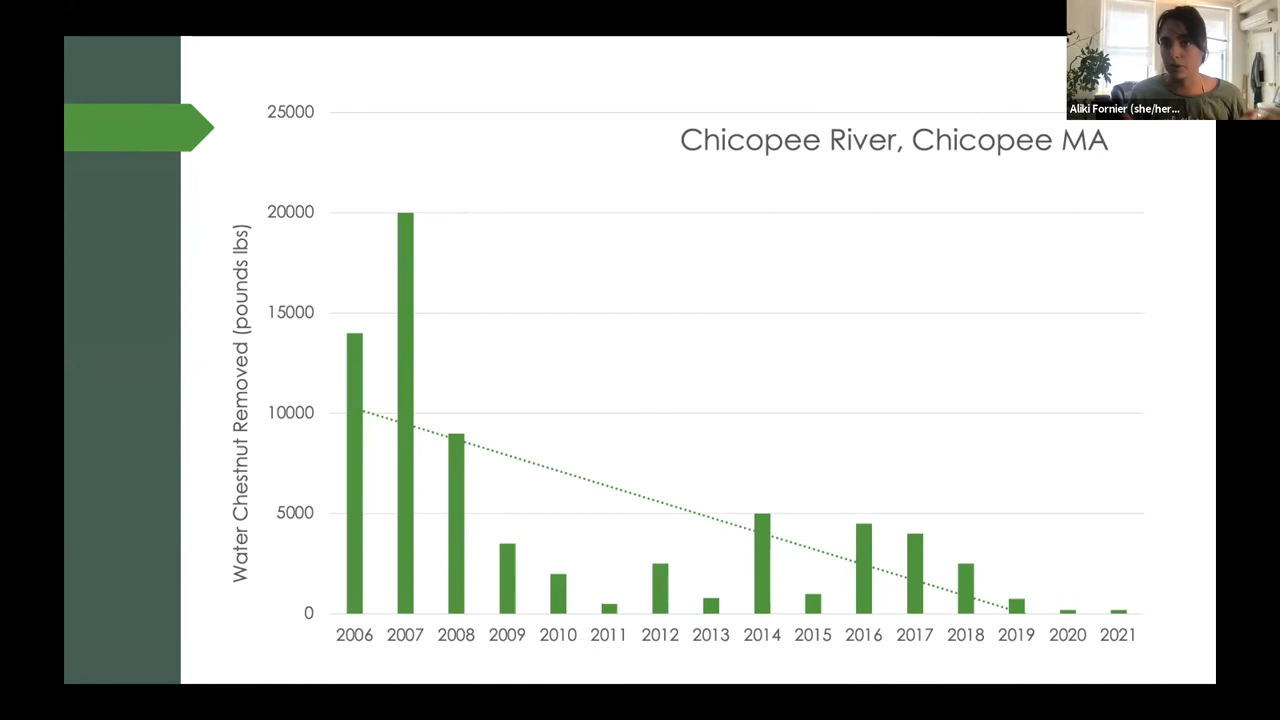 Aliki Fornier (she/her...
Chicopee River, Chicopee MA
Water Chestnut Removed (pounds lbs)
25000
20000
15000
10000
5000
0
2006 2007 2008 2009 2010 2011 2012 2013 2014 2015 2016 2017 2018 2019 2020 2021